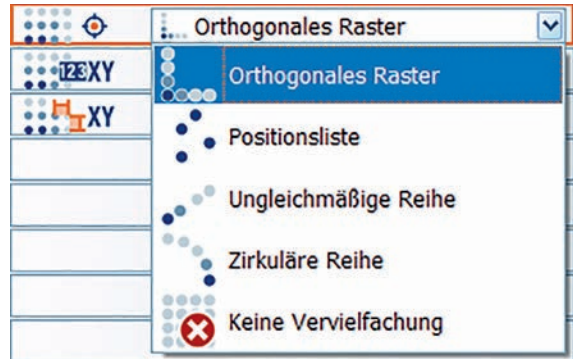 Orthogonales Raster
Orthogonales Raster
123XY
Positionsliste
XY
Ungleichmäßige Reihe
Zirkuläre Reihe
Keine Vervielfachung